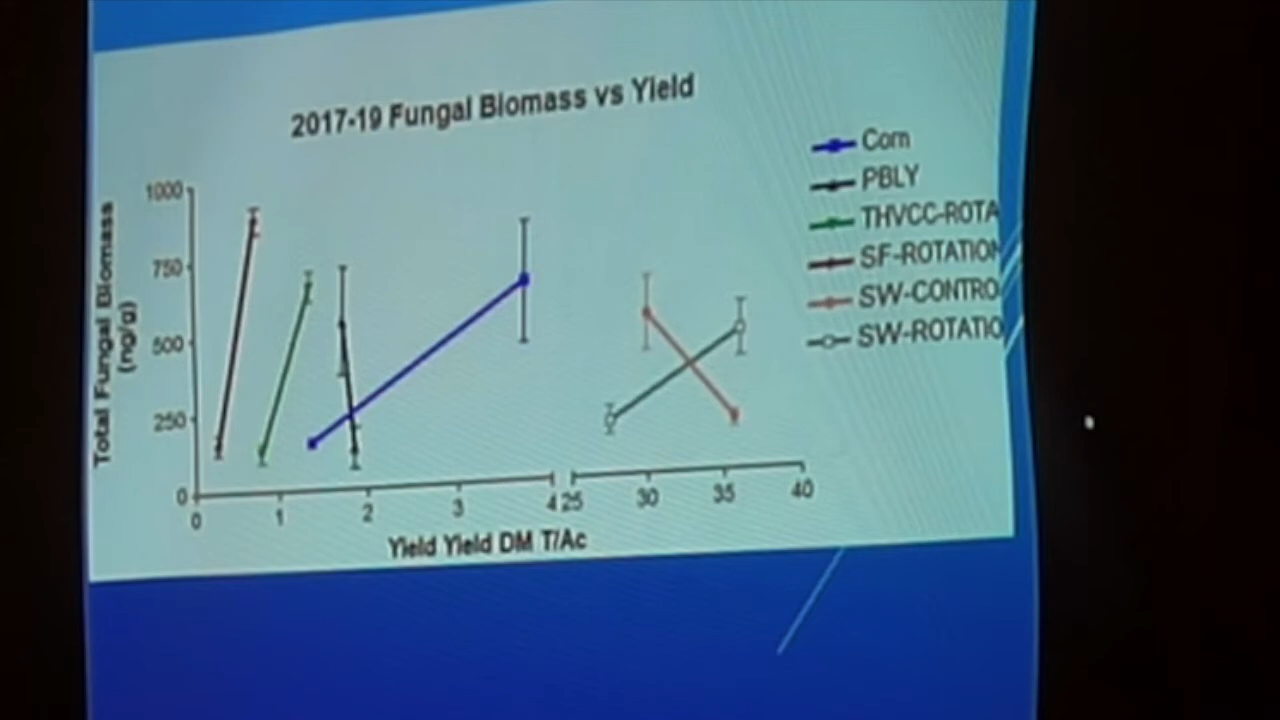 2017-19 Fungal Biomass vs Yield
Total Fungal Biomass
(ng/g)
1000
750
500
250
0
0
1
2
3
4
25
30
35
40
Yield Yield DM T/Ac
Corn
PBLY
THVCC-ROTA
SF-ROTATION
SW-CONTRO
SW-ROTATIO